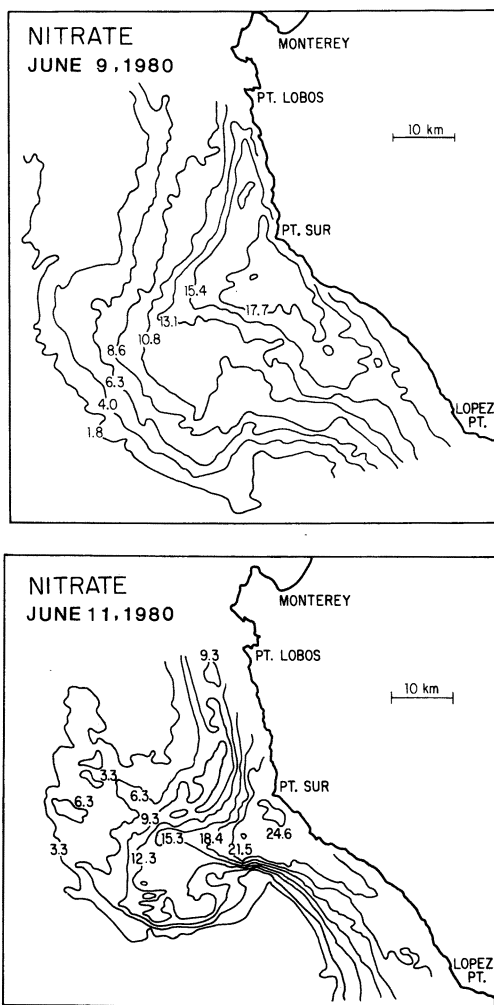 NITRATE
JUNE 9, 1980
MONTEREY
PT. LOBOS
10 km
PT. SUR
15.4
17.7
13.1
10.8
8.6
6.3
4.0
1.8
LOPEZ
PT.
NITRATE
JUNE 11, 1980
MONTEREY
9.3
PT. LOBOS
10 km
PT. SUR
3.3
6.3
6.3
9.3
24.6
15.3
18.4
21.5
3.3
12.3
LOPEZ
PT.